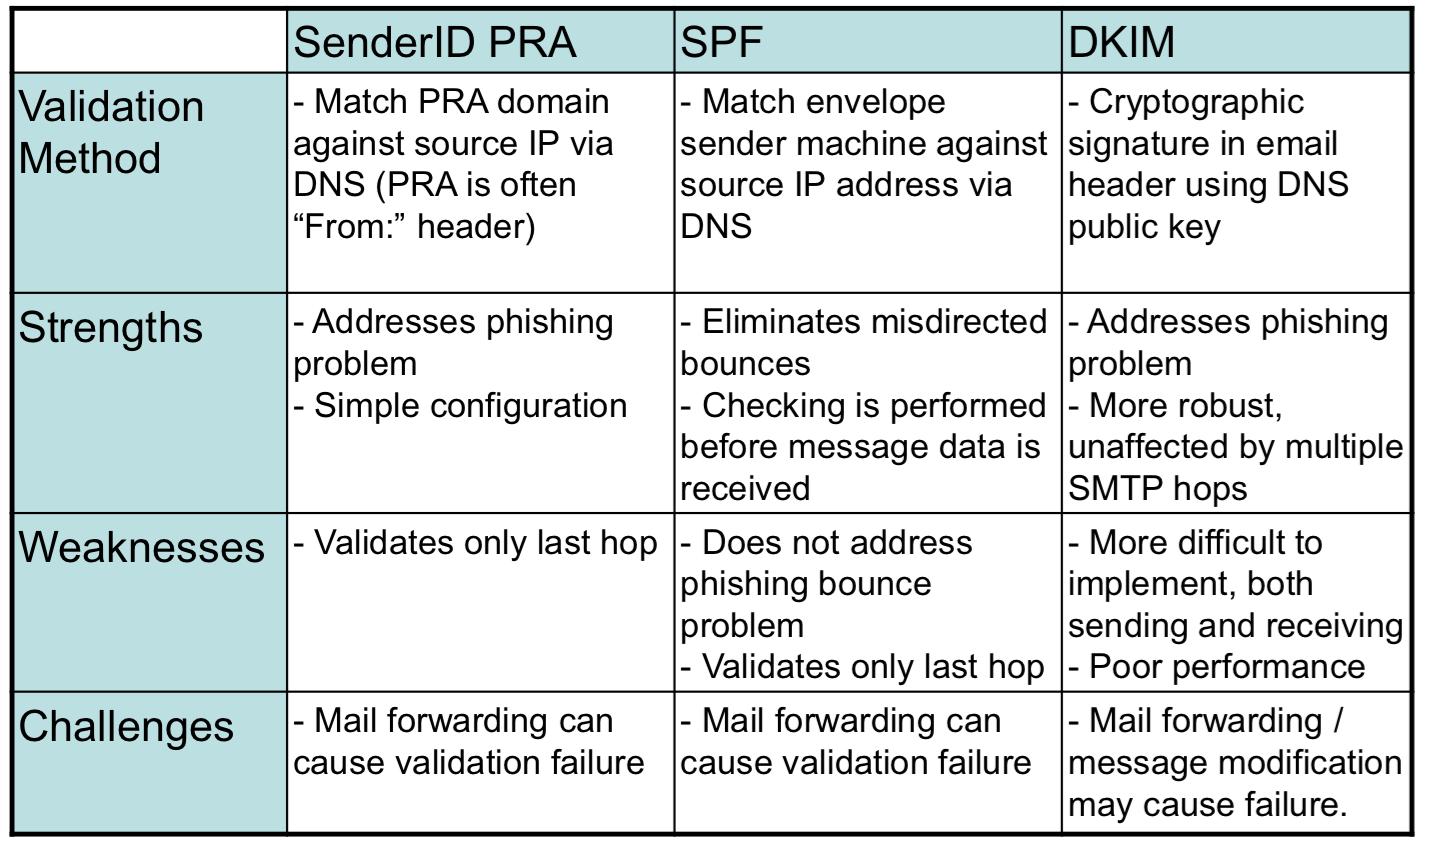 SenderID PRA
SPF
DKIM
Validation
Method
- Match PRA domain
against source IP via
DNS (PRA is often
“From:” header)
- Match envelope
sender machine against
source IP address via
DNS
- Cryptographic
signature in email
header using DNS
public key
Strengths
- Addresses phishing
problem
- Simple configuration
- Eliminates misdirected
bounces
- Checking is performed
before message data is
received
- Addresses phishing
problem
- More robust,
unaffected by multiple
SMTP hops
Weaknesses
- Validates only last hop
- Does not address
phishing bounce
problem
- Validates only last hop
- More difficult to
implement, both
sending and receiving
- Poor performance
Challenges
- Mail forwarding can
cause validation failure
- Mail forwarding can
cause validation failure
- Mail forwarding /
message modification
may cause failure.